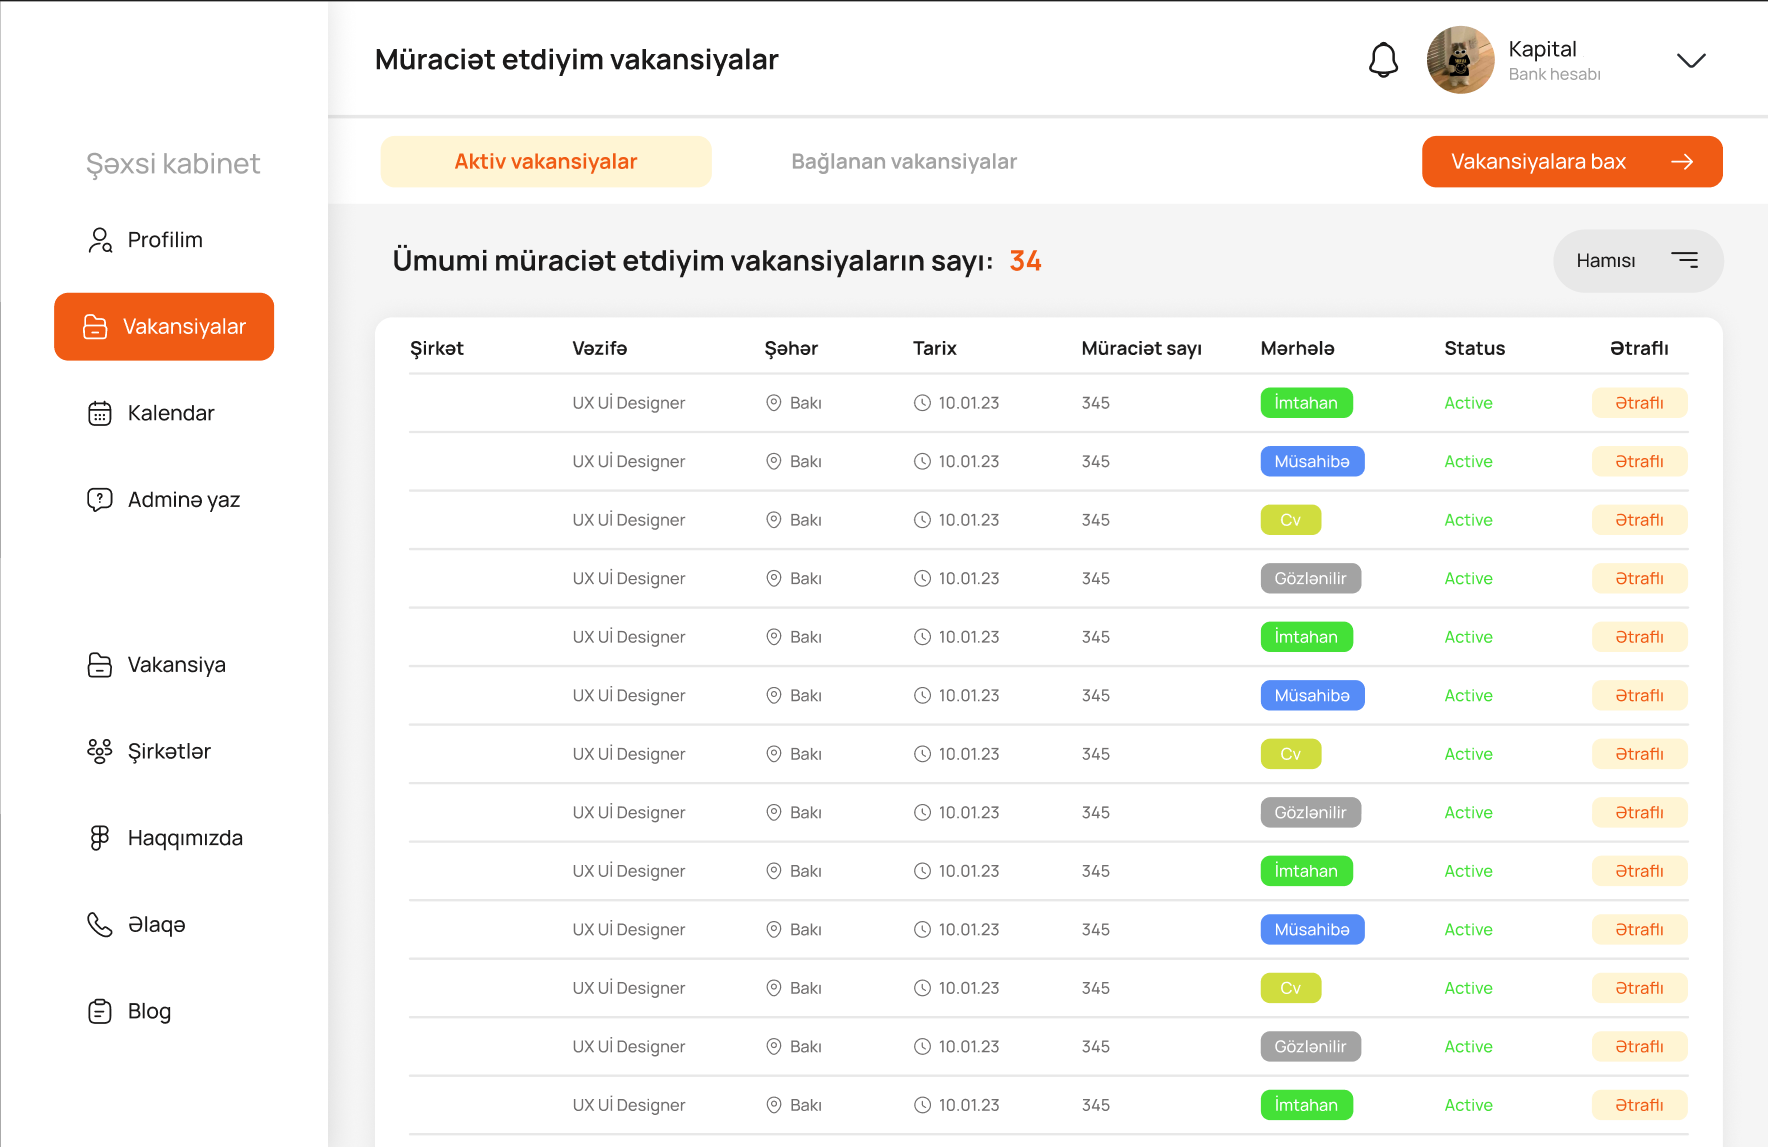 Müraciət etdiyim vakansiyalar
Kapital
Bank hesabı
Şəxsi kabinet
Profilim
Vakansiyalar
Kalendar
Adminə yaz
Vakansiya
Şirkətlər
Haqqımızda
Əlaqə
Blog
Aktiv vakansiyalar Bağlanan vakansiyalar Vakansiyalara bax
Ümumi müraciət etdiyim vakansiyaların sayı: 34 Hamısı
Şirkət Vəzifə Şəhər Tarix Müraciət sayı Mərhələ Status Ətraflı
UX Uİ Designer Bakı 10.01.23 345 İmtahan Active Ətraflı
UX Uİ Designer Bakı 10.01.23 345 Müsahibə Active Ətraflı
UX Uİ Designer Bakı 10.01.23 345 Cv Active Ətraflı
UX Uİ Designer Bakı 10.01.23 345 Gözlənilir Active Ətraflı
UX Uİ Designer Bakı 10.01.23 345 İmtahan Active Ətraflı
UX Uİ Designer Bakı 10.01.23 345 Müsahibə Active Ətraflı
UX Uİ Designer Bakı 10.01.23 345 Cv Active Ətraflı
UX Uİ Designer Bakı 10.01.23 345 Gözlənilir Active Ətraflı
UX Uİ Designer Bakı 10.01.23 345 İmtahan Active Ətraflı
UX Uİ Designer Bakı 10.01.23 345 Müsahibə Active Ətraflı
UX Uİ Designer Bakı 10.01.23 345 Cv Active Ətraflı
UX Uİ Designer Bakı 10.01.23 345 Gözlənilir Active Ətraflı
UX Uİ Designer Bakı 10.01.23 345 İmtahan Active Ətraflı